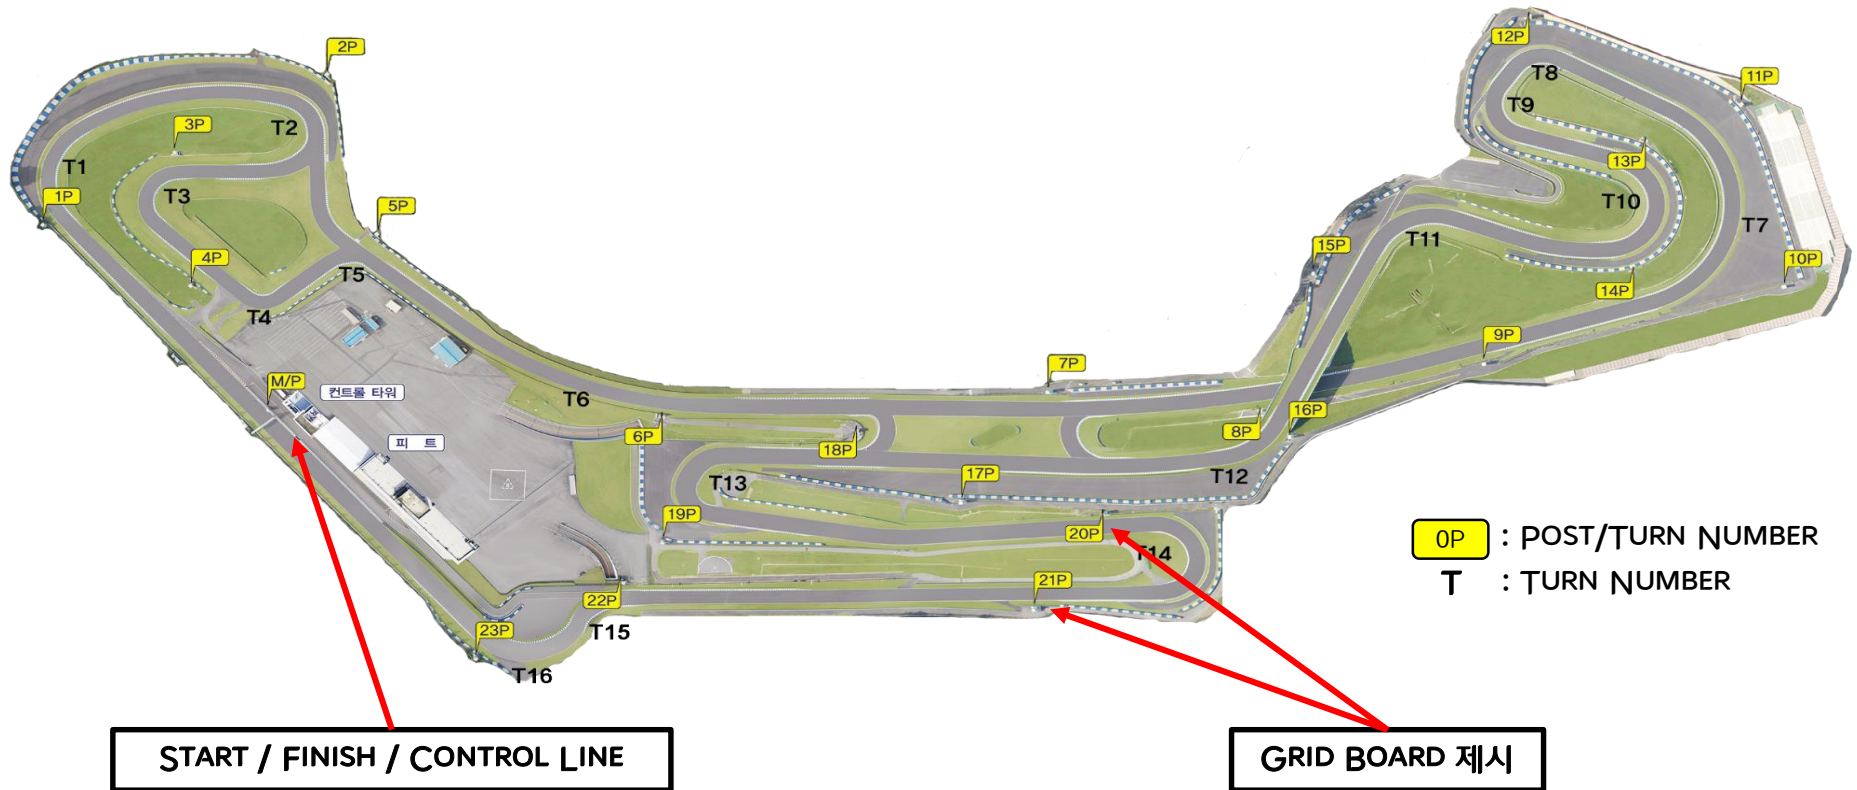 2P
12P
T8
11P
T9
3P
T2
13P
T1
T3
1P
T10
5P
T11
T7
15P
4P
10P
T5
14P
T4
9P
7P
M/P
컨트롤 타워
T6
16P
6P
8P
18P
피 트
17P
T12
T13
19P
20P
0P : POST/TURN NUMBER
T14
T : TURN NUMBER
21P
22P
23P
T15
T16
START / FINISH / CONTROL LINE
GRID BOARD 제시